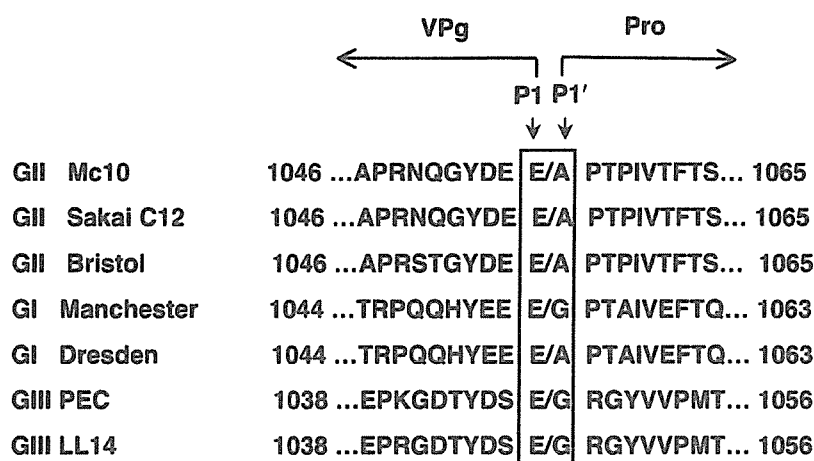 VPg Pro
P1 P1′
GII Mc10 1046 ...APRNQGYDE E/A PTPIVTFTS... 1065
GII Sakai C12 1046 ...APRNQGYDE E/A PTPIVTFTS... 1065
GII Bristol 1046 ...APRSTGYDE E/A PTPIVTFTS... 1065
GI Manchester 1044 ...TRPQQHYEE E/G PTAIVEFTQ... 1063
GI Dresden 1044 ...TRPQQHYEE E/A PTAIVEFTQ... 1063
GIII PEC 1038 ...EPKGDTYDS E/G RGYVVPMT... 1056
GIII LL14 1038 ...EPRGDTYDS E/G RGYVVPMT... 1056